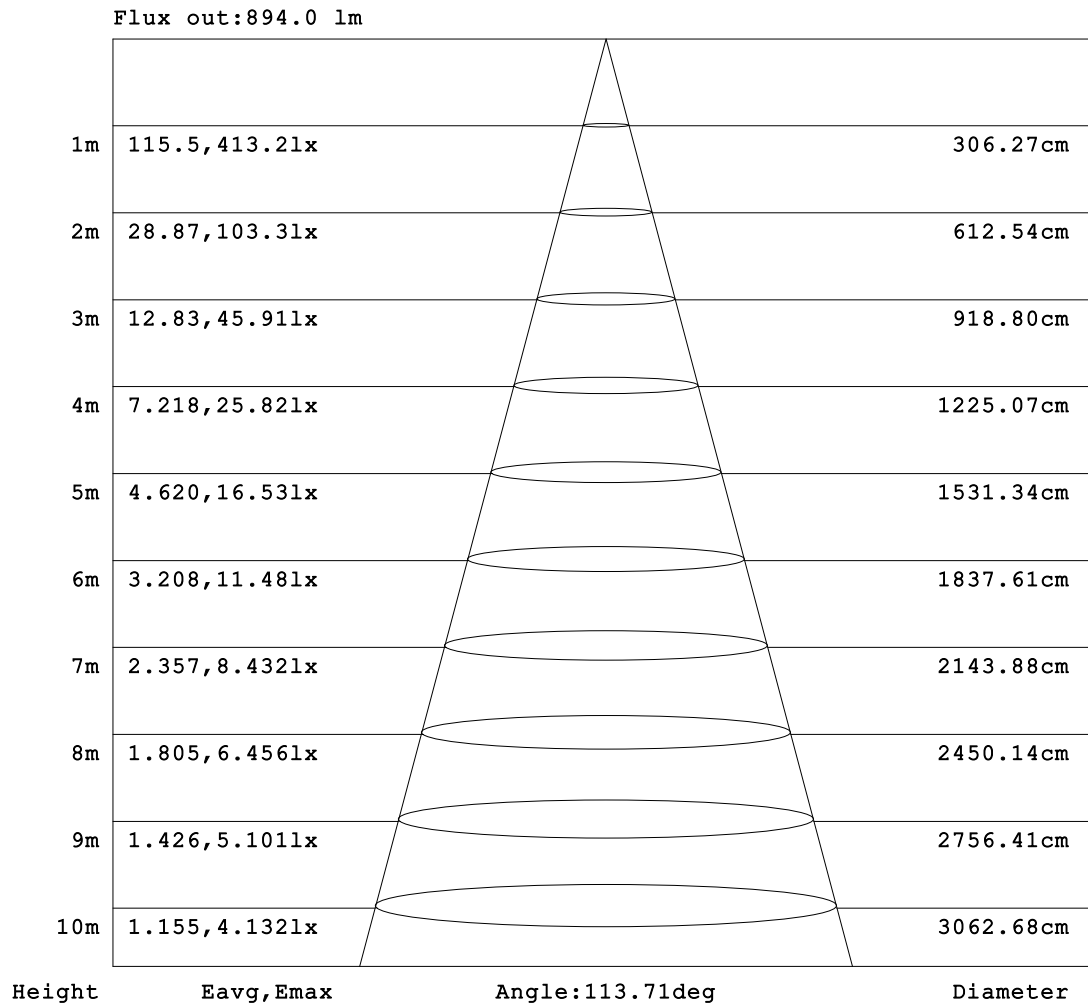 Flux out:894.0 lm
1m 115.5,413.2lx 306.27cm
2m 28.87,103.3lx 612.54cm
3m 12.83,45.91lx 918.80cm
4m 7.218,25.82lx 1225.07cm
5m 4.620,16.53lx 1531.34cm
6m 3.208,11.48lx 1837.61cm
7m 2.357,8.432lx 2143.88cm
8m 1.805,6.456lx 2450.14cm
9m 1.426,5.101lx 2756.41cm
10m 1.155,4.132lx 3062.68cm
Height Eavg,Emax Angle:113.71deg Diameter